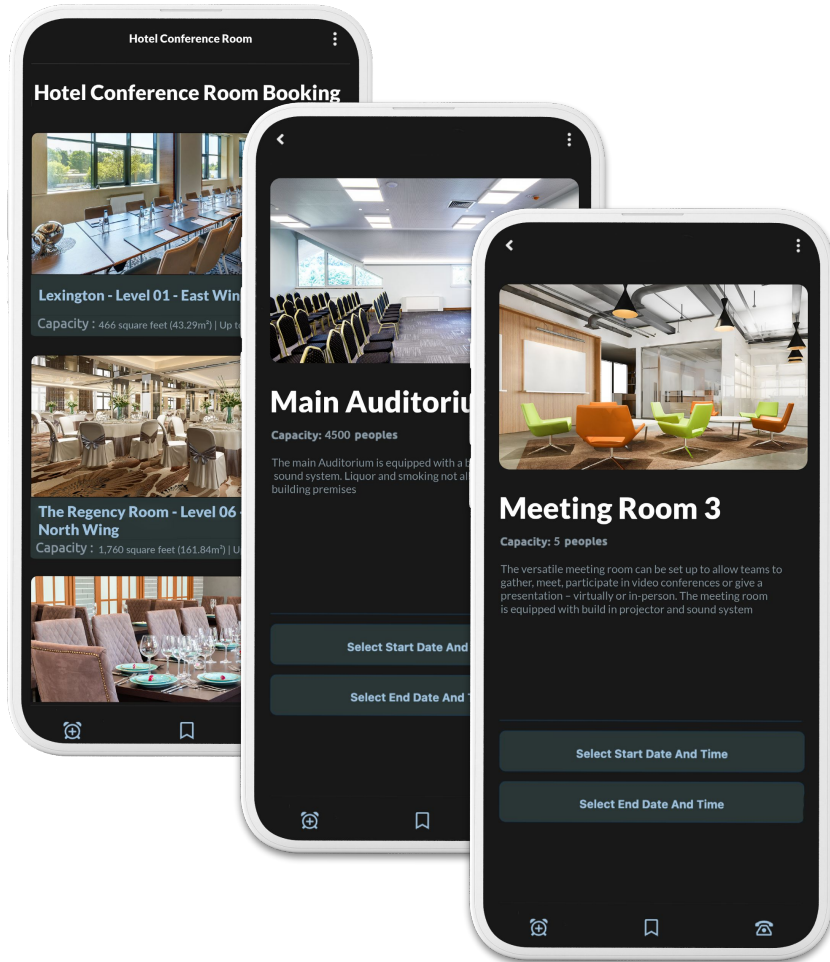 Hotel Conference Room
Hotel Conference Room Booking
Lexington - Level 01 - East Win
Capacity : 466 square feet (43.29m²) | Up
The Regency Room - Level 06 -
North Wing
Capacity : 1,760 square feet (161.84m²) |
Main Auditoriu
Capacity: 4500 peoples
The main Auditorium is equipped with a
sound system. Liquor and smoking not al
building premises
Select Start Date And
Select End Date And
Meeting Room 3
Capacity: 5 peoples
The versatile meeting room can be set up to allow teams to
gather, meet, participate in video conferences or give a
presentation – virtually or in-person. The meeting room
is equipped with build in projector and sound system
Select Start Date And Time
Select End Date And Time